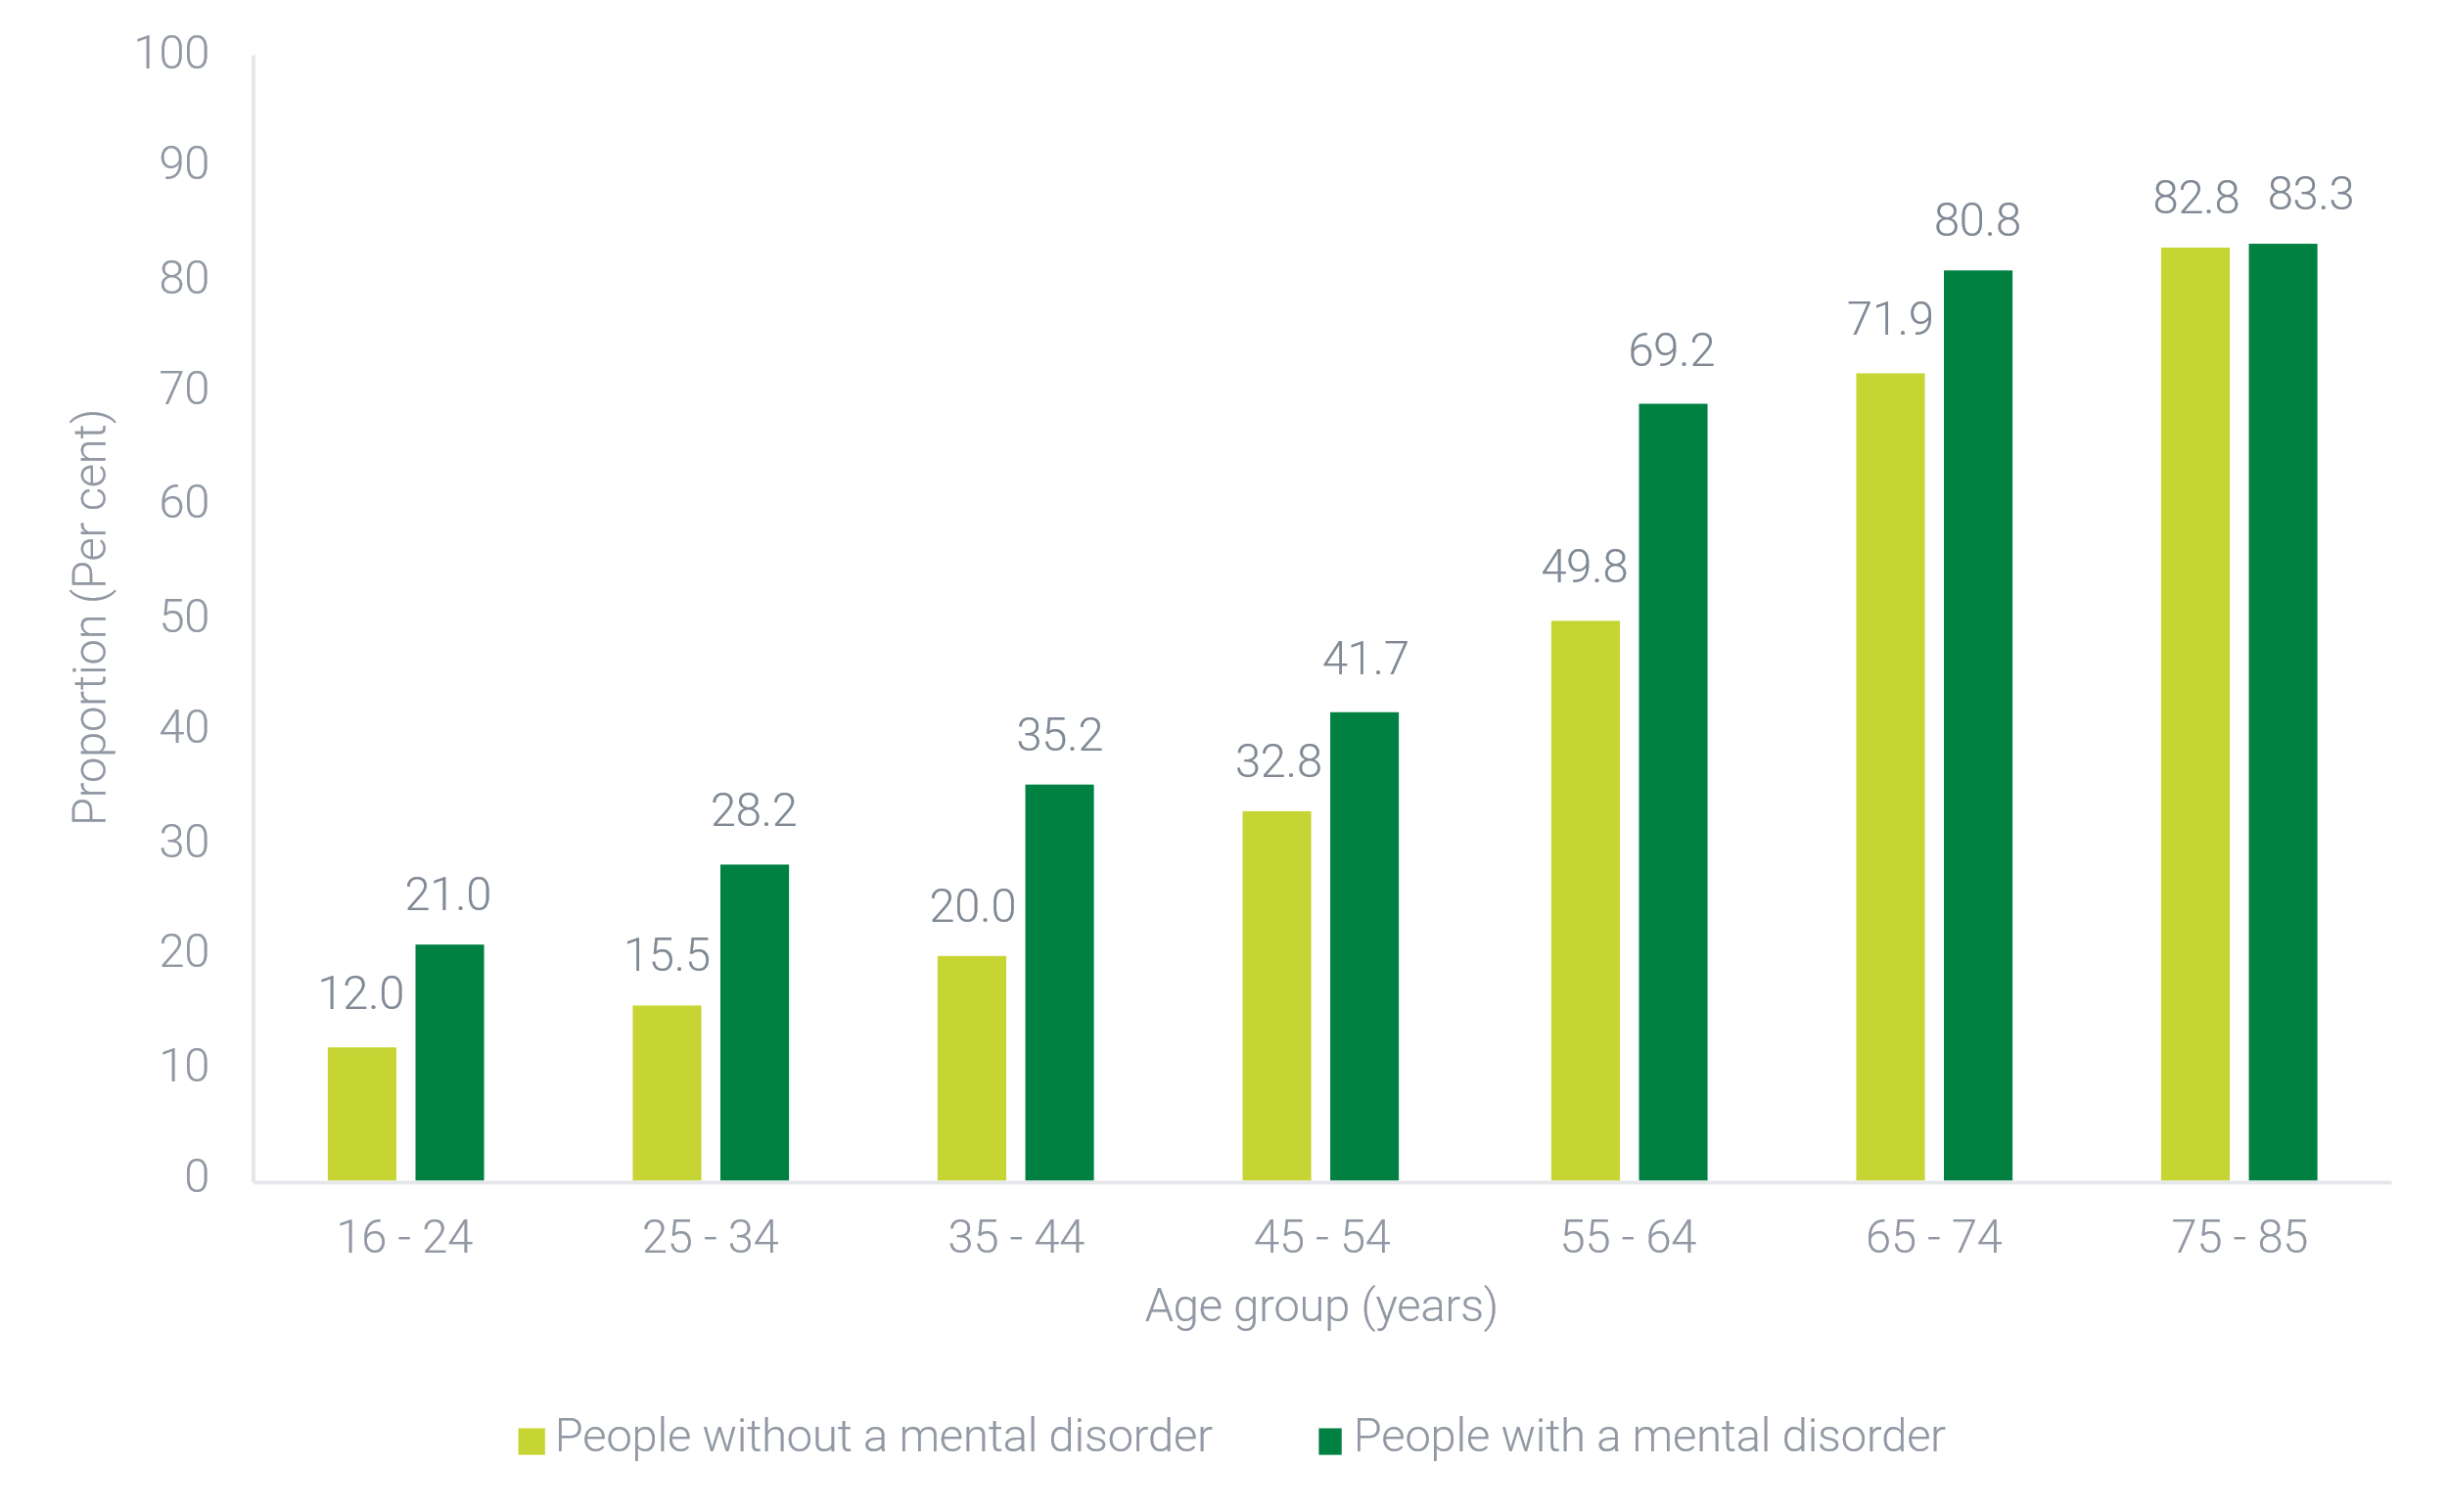 100
90
80
70
60
50
40
30
20
10
0
Proportion (Per cent)
12.0
21.0
15.5
28.2
20.0
35.2
32.8
41.7
49.8
69.2
71.9
80.8
82.8
83.3
16 - 24
25 - 34
35 - 44
45 - 54
55 - 64
65 - 74
75 - 85
Age group (years)
People without a mental disorder
People with a mental disorder